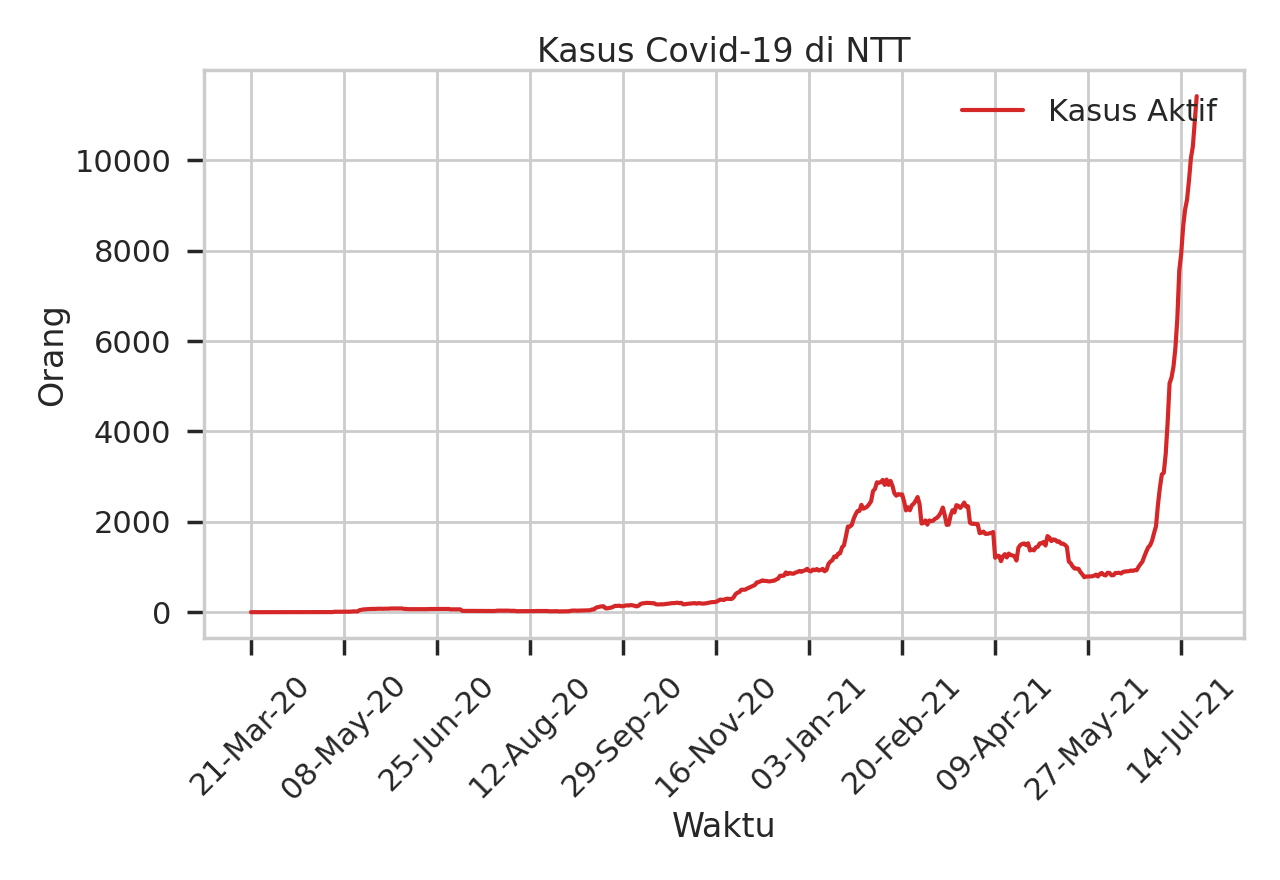 Kasus Covid-19 di NTT
Kasus Aktif
10000
8000
6000
4000
2000
0
Orang
21-Mar-20
08-May-20
25-Jun-20
12-Aug-20
29-Sep-20
16-Nov-20
03-Jan-21
20-Feb-21
09-Apr-21
27-May-21
14-Jul-21
Waktu